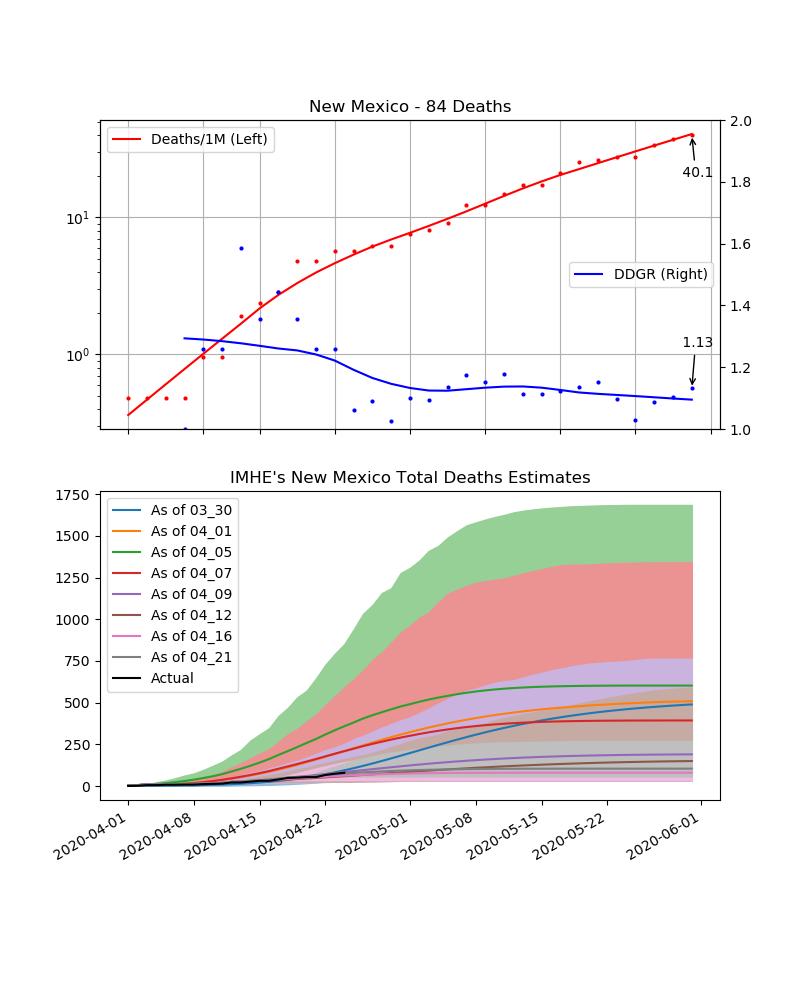 New Mexico - 84 Deaths
Deaths/1M (Left)
DDGR (Right)
40.1
1.13
10¹
10⁰
2.0
1.8
1.6
1.4
1.2
1.0
IMHE's New Mexico Total Deaths Estimates
1750
1500
1250
1000
750
500
250
0
As of 03_30
As of 04_01
As of 04_05
As of 04_07
As of 04_09
As of 04_12
As of 04_16
As of 04_21
Actual
2020-04-01
2020-04-08
2020-04-15
2020-04-22
2020-05-01
2020-05-08
2020-05-15
2020-05-22
2020-06-01